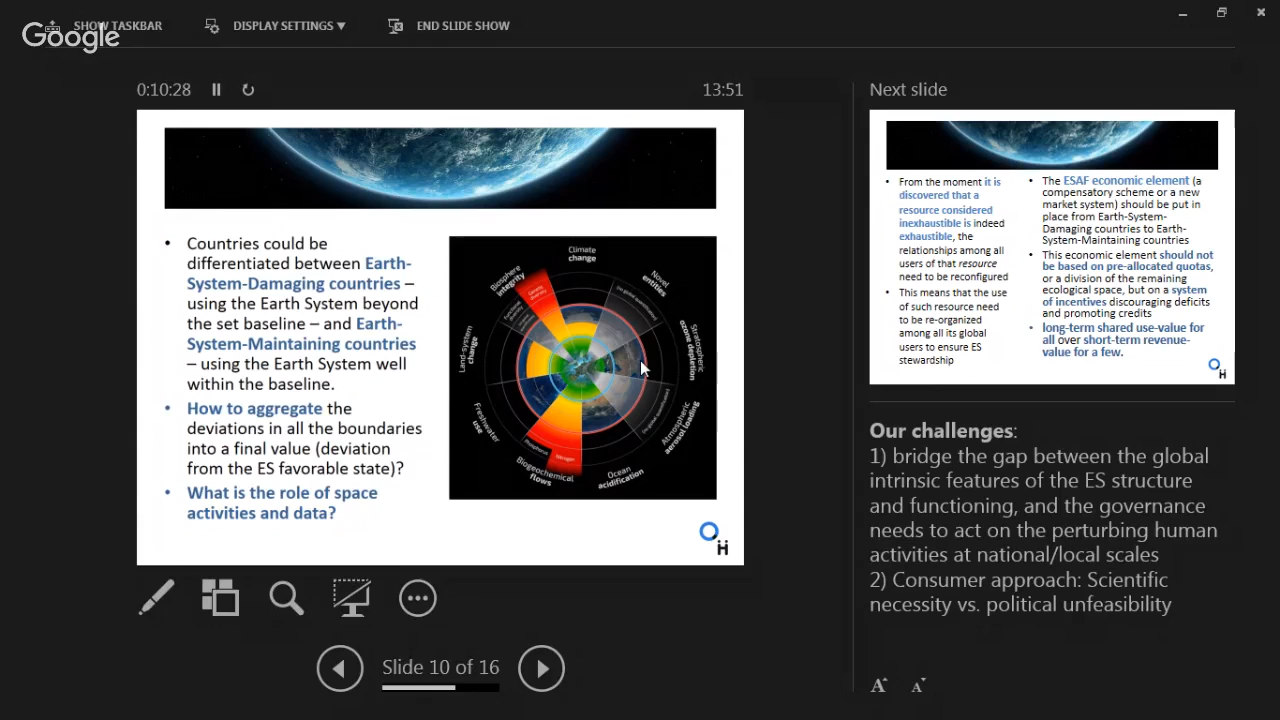 Google
SHOW TASKBAR
DISPLAY SETTINGS ▼
END SLIDE SHOW
0:10:28
13:51
• Countries could be
differentiated between Earth-
System-Damaging countries –
using the Earth System beyond
the set baseline – and Earth-
System-Maintaining countries
– using the Earth System well
within the baseline.
• How to aggregate the
deviations in all the boundaries
into a final value (deviation
from the ES favorable state)?
• What is the role of space
activities and data?
Climate
change
Novel
entities
Stratospheric
ozone depletion
Atmospheric
aerosol loading
Ocean
acidification
Biogeochemical
flows
Phosphorus
Nitrogen
Freshwater
use
Land-system
change
Biosphere
integrity
Genetic
diversity
Functional
diversity
H
Slide 10 of 16
Next slide
• From the moment it is
discovered that a
resource considered
inexhaustible is indeed
exhaustible, the
relationships among all
users of that resource
need to be reconfigured
• This means that the use
of such resource need
to be re-organized
among all its global
users to ensure ES
stewardship
• The ESAF economic element (a
compensatory scheme or a new
market system) should be put in
place from Earth-System-
Damaging countries to Earth-
System-Maintaining countries
• This economic element should not
be based on pre-allocated quotas,
or a division of the remaining
ecological space, but on a system
of incentives discouraging deficits
and promoting credits
• long-term shared use-value for
all over short-term revenue-
value for a few.
H
Our challenges:
1) bridge the gap between the global
intrinsic features of the ES structure
and functioning, and the governance
needs to act on the perturbing human
activities at national/local scales
2) Consumer approach: Scientific
necessity vs. political unfeasibility
A
A